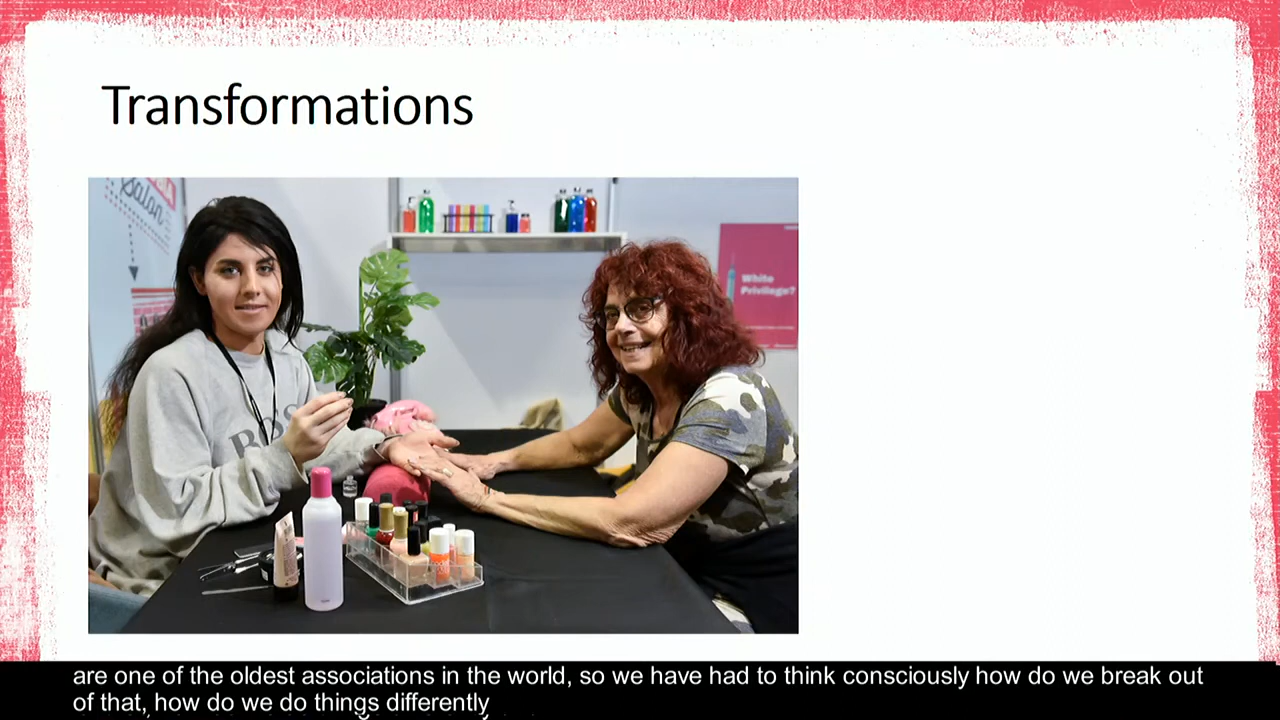 Transformations
Salon
White
Privilege?
BOSS
are one of the oldest associations in the world, so we have had to think consciously how do we break out
of that, how do we do things differently